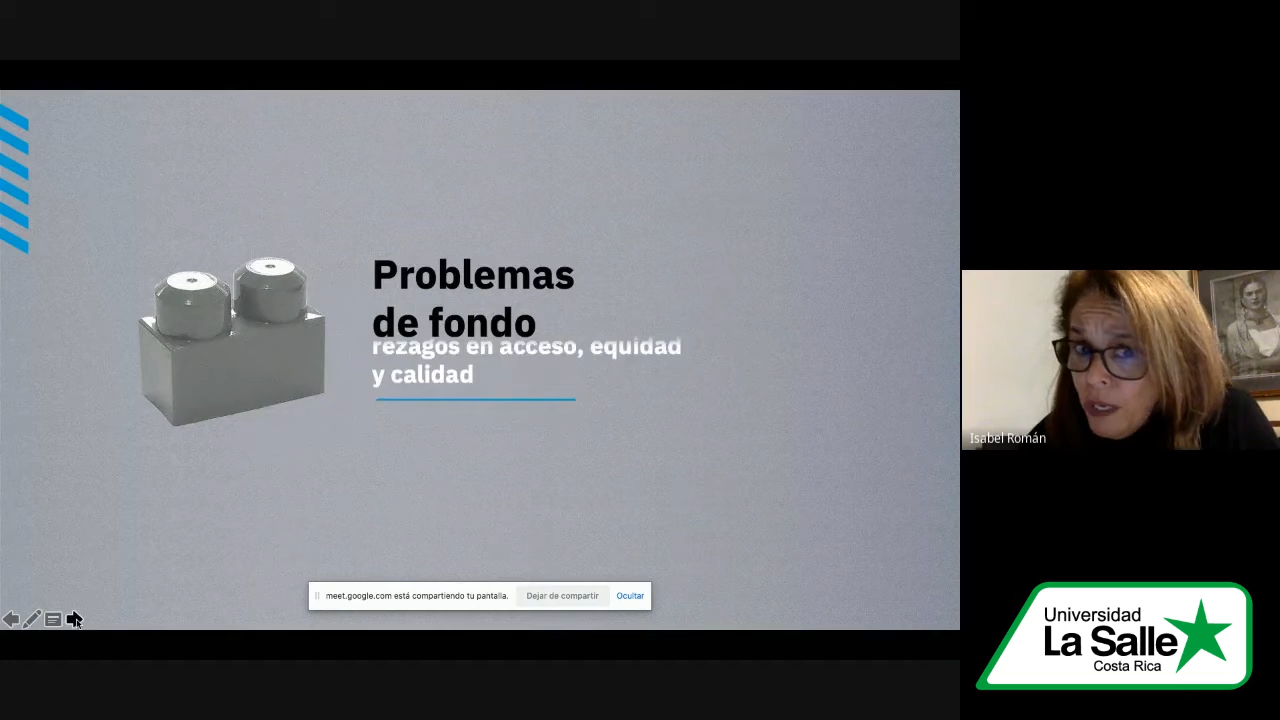 Problemas
de fondo
rezagos en acceso, equidad
y calidad
meet.google.com está compartiendo tu pantalla. Dejar de compartir Ocultar
Isabel Román
Universidad
La Salle
Costa Rica